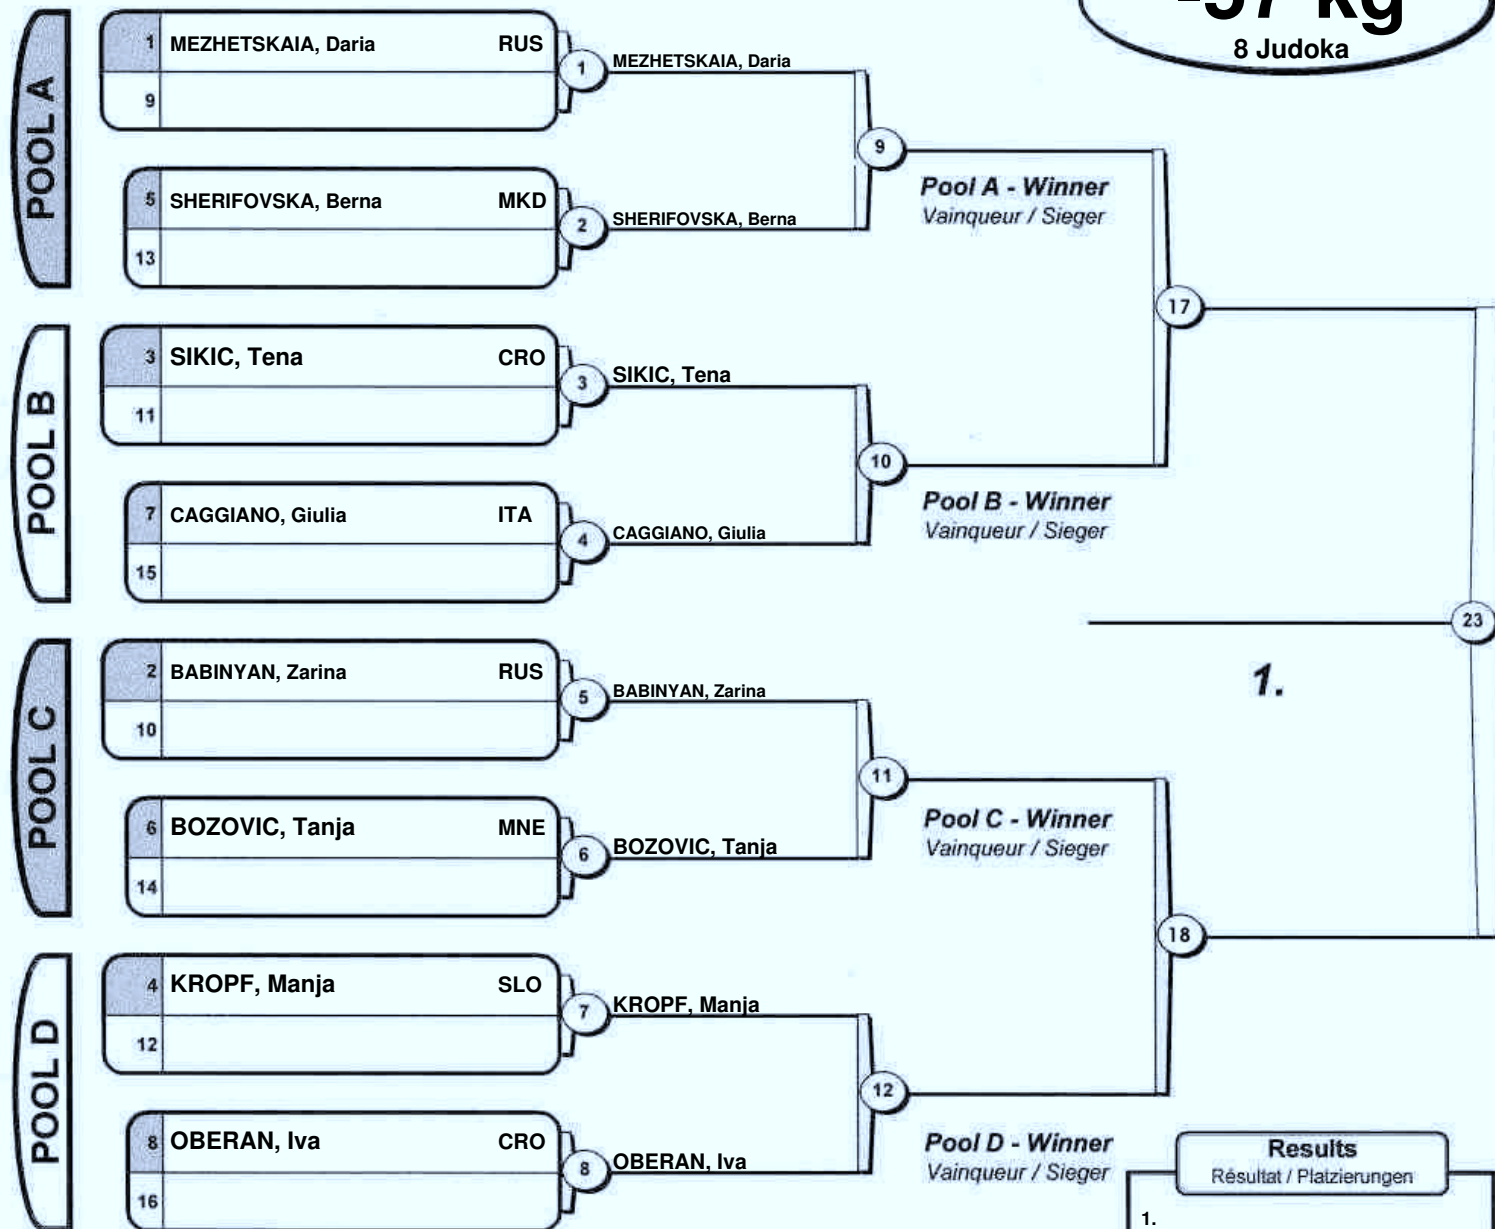 -57 kg
8 Judoka
POOL A
1 MEZHETSKAIA, Daria RUS
9
1 MEZHETSKAIA, Daria
5 SHERIFOVSKA, Berna MKD
13
2 SHERIFOVSKA, Berna
9
Pool A - Winner
Vainqueur / Sieger
POOL B
3 SIKIC, Tena CRO
11
3 SIKIC, Tena
7 CAGGIANO, Giulia ITA
15
4 CAGGIANO, Giulia
10
Pool B - Winner
Vainqueur / Sieger
17
POOL C
2 BABINYAN, Zarina RUS
10
5 BABINYAN, Zarina
6 BOZOVIC, Tanja MNE
14
6 BOZOVIC, Tanja
11
Pool C - Winner
Vainqueur / Sieger
POOL D
4 KROPF, Manja SLO
12
7 KROPF, Manja
8 OBERAN, Iva CRO
16
8 OBERAN, Iva
12
Pool D - Winner
Vainqueur / Sieger
18
23
1.
Results
Résultat / Platzierungen
1.